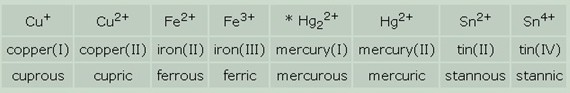 Cu+ Cu2+ Fe2+ Fe3+ * Hg22+ Hg2+ Sn2+ Sn4+
copper(I) copper(II) iron(II) iron(III) mercury(I) mercury(II) tin(II) tin(IV)
cuprous cupric ferrous ferric mercurous mercuric stannous stannic